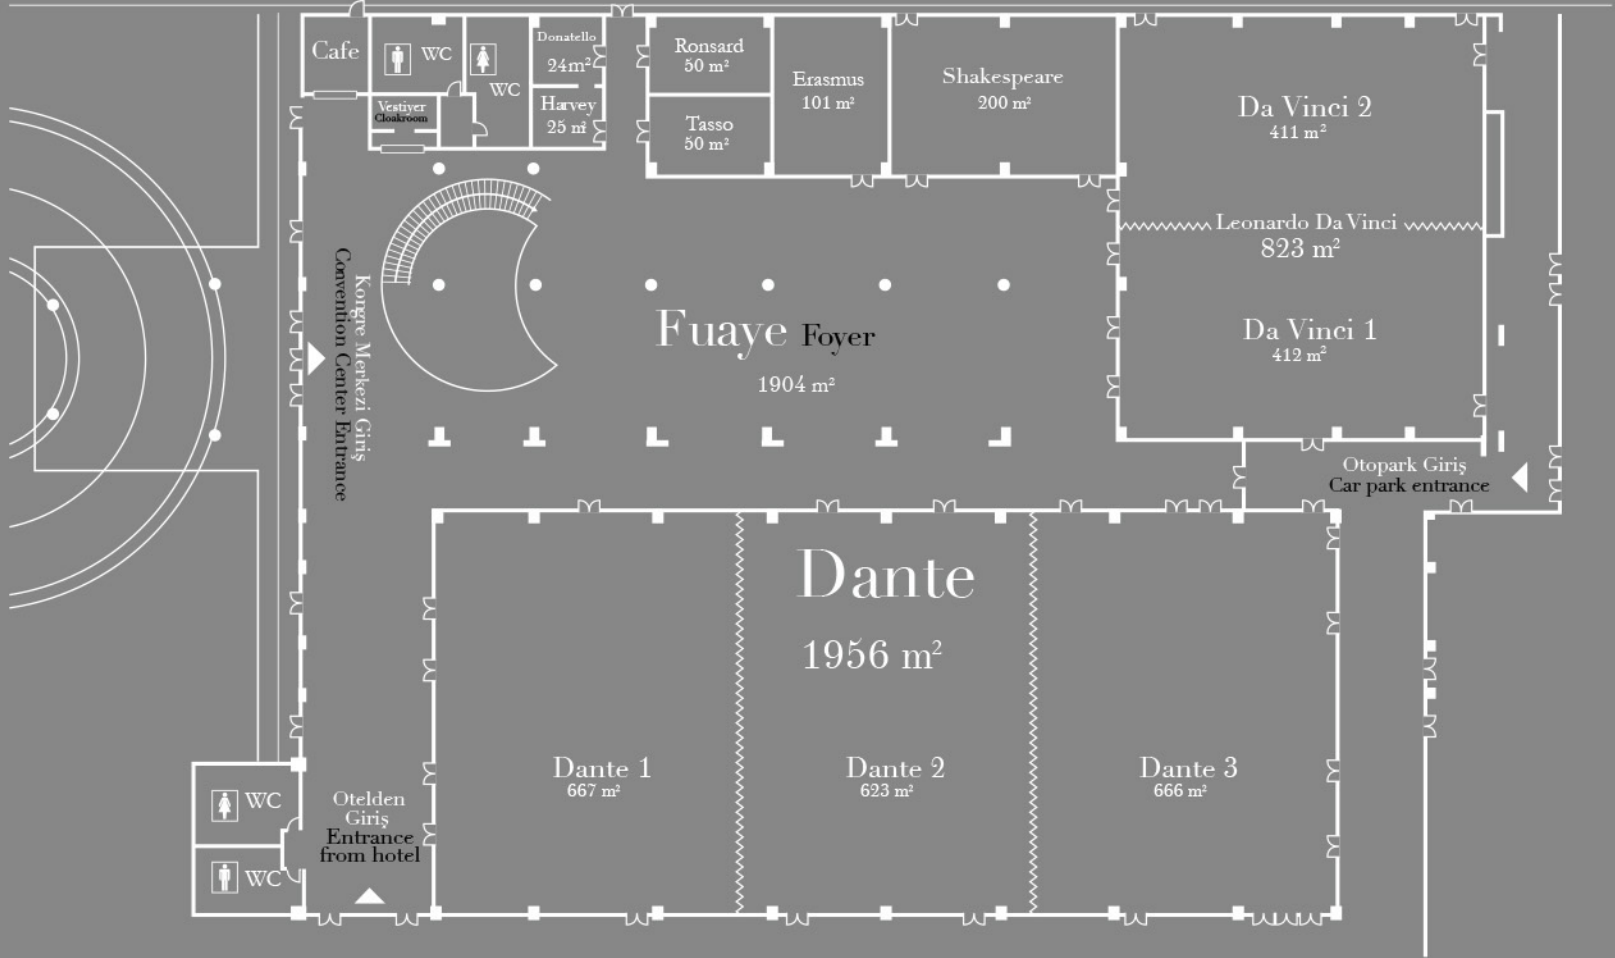 Cafe
WC
WC
Donatello
24m²
Harvey
25 m²
Vestiyer
Cloakroom
Ronsard
50 m²
Tasso
50 m²
Erasmus
101 m²
Shakespeare
200 m²
Da Vinci 2
411 m²
Leonardo Da Vinci
823 m²
Da Vinci 1
412 m²
Kongre Merkezi Giriş
Convention Center Entrance
Fuaye Foyer
1904 m²
Otopark Giriş
Car park entrance
Dante
1956 m²
Dante 1
667 m²
Dante 2
623 m²
Dante 3
666 m²
WC
WC
Otelden
Giriş
Entrance
from hotel